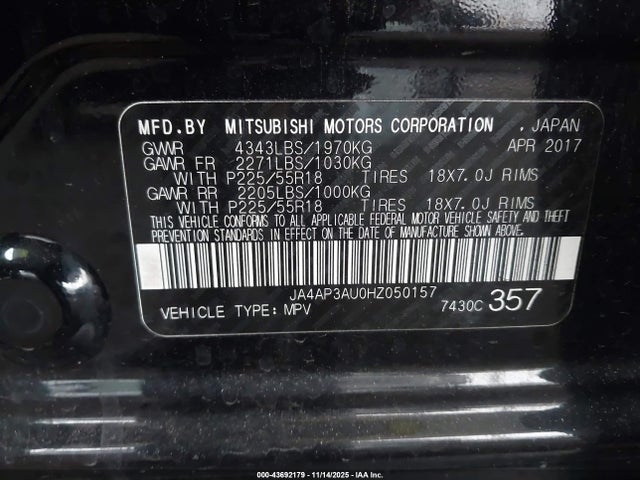 MFD.BY MITSUBISHI MOTORS CORPORATION . JAPAN
GVWR 4343LBS/1970KG APR 2017
GAWR FR 2271LBS/1030KG
WITH P225/55R18 TIRES 18X7.0J RIMS
GAWR RR 2205LBS/1000KG
WITH P225/55R18 TIRES 18X7.0J RIMS
THIS VEHICLE CONFORMS TO ALL APPLICABLE FEDERAL MOTOR VEHICLE SAFETY AND THEFT
PREVENTION STANDARDS IN EFFECT ON THE DATE OF MANUFACTURE SHOWN ABOVE.
JA4AP3AU0HZ050157
VEHICLE TYPE:MPV 7430C 357
000-43692179 - 11/14/2025 - IAA Inc.